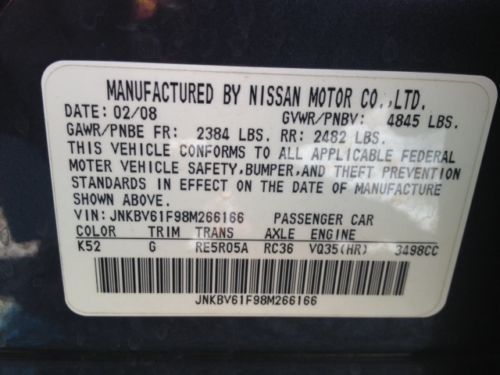 MANUFACTURED BY NISSAN MOTOR CO.,LTD.
DATE: 02/08 GVWR/PNBV: 4845 LBS.
GAWR/PNBE FR: 2384 LBS. RR: 2482 LBS.
THIS VEHICLE CONFORMS TO ALL APPLICABLE FEDERAL
MOTER VEHICLE SAFETY,BUMPER,AND THEFT PREVENTION
STANDARDS IN EFFECT ON THE DATE OF MANUFACTURE
SHOWN ABOVE.
VIN: JNKBV61F98M266166 PASSENGER CAR
COLOR TRIM TRANS AXLE ENGINE
K52 G RE5R05A RC36 VQ35(HR) 3498CC
JNKBV61F98M266166